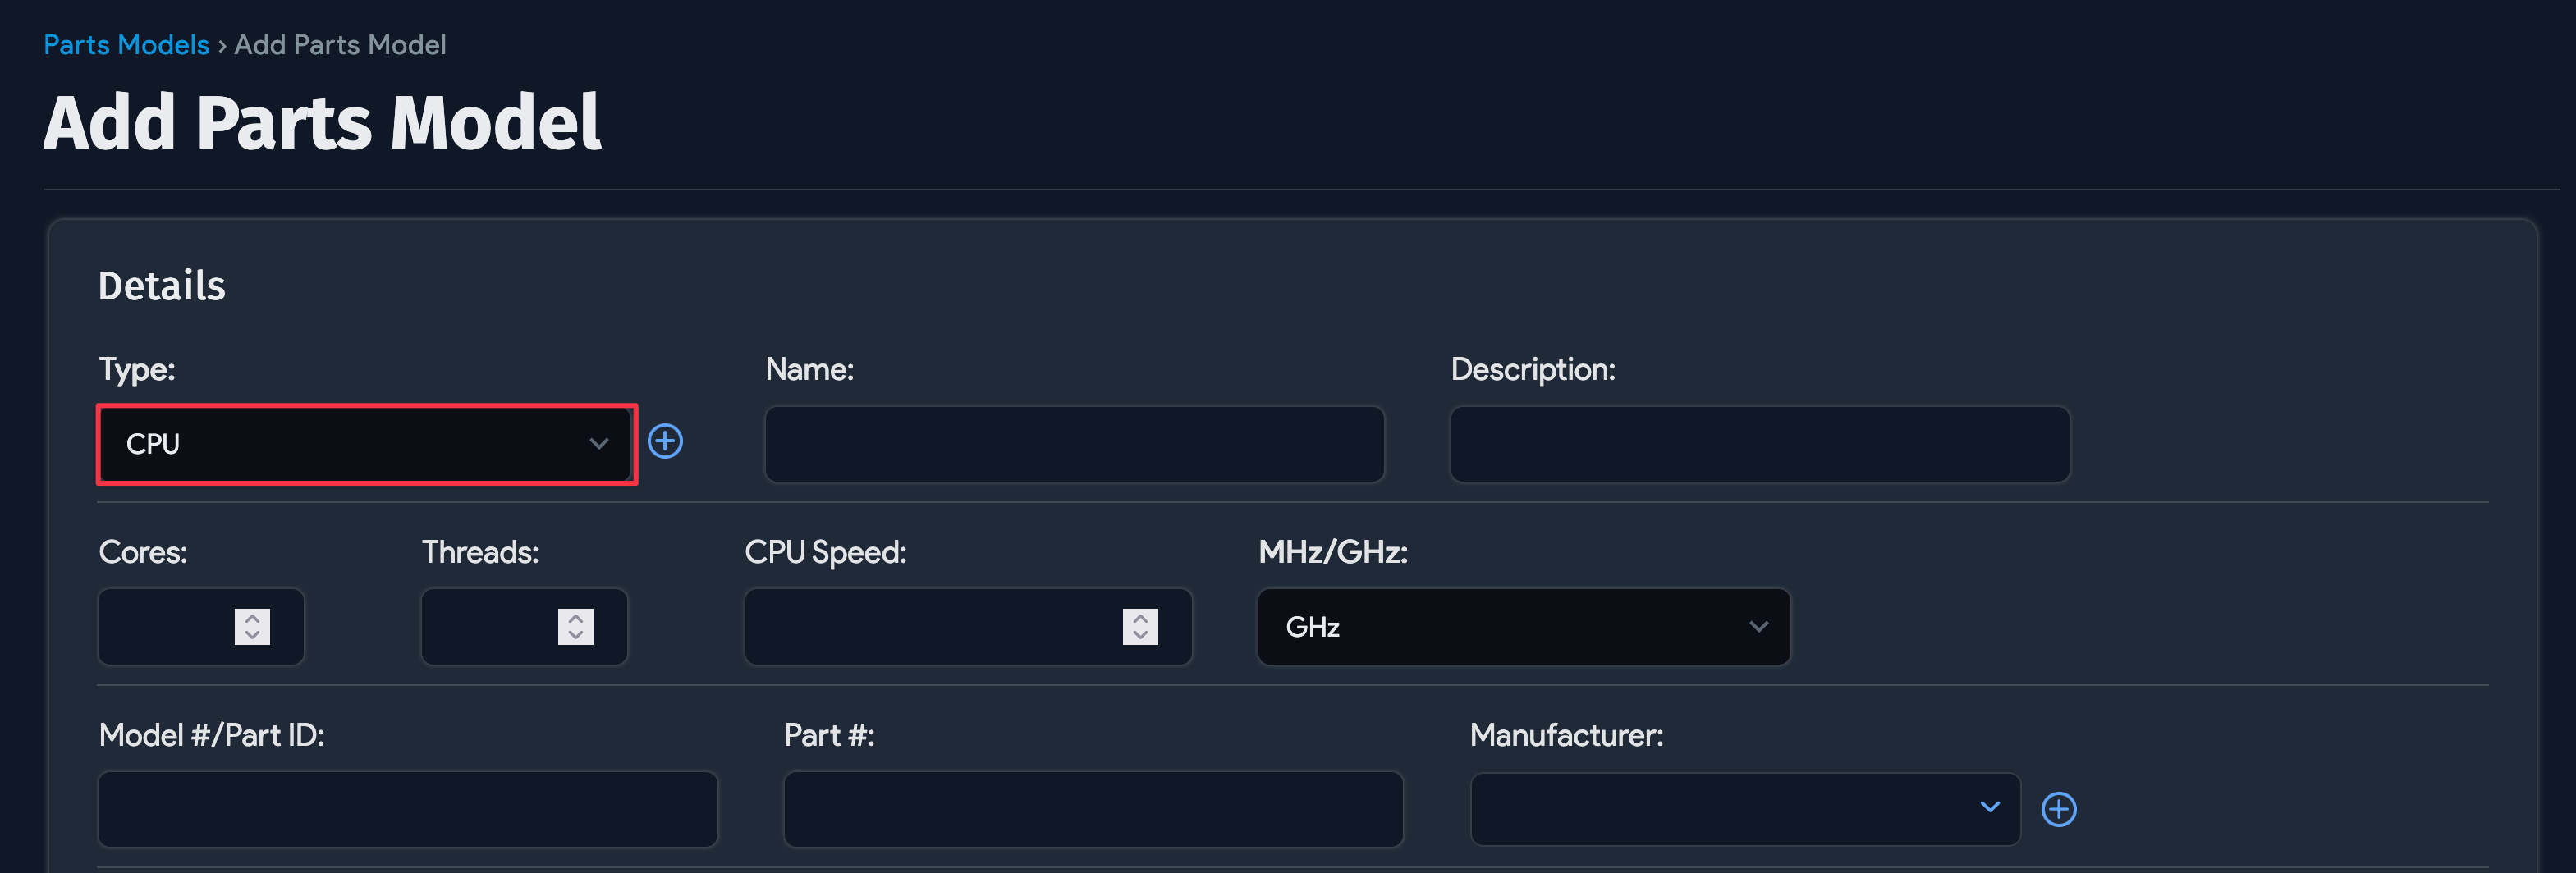 Parts Models › Add Parts Model
Add Parts Model
Details
Type: Name: Description:
CPU
Cores: Threads: CPU Speed: MHz/GHz:
GHz
Model #/Part ID: Part #: Manufacturer: